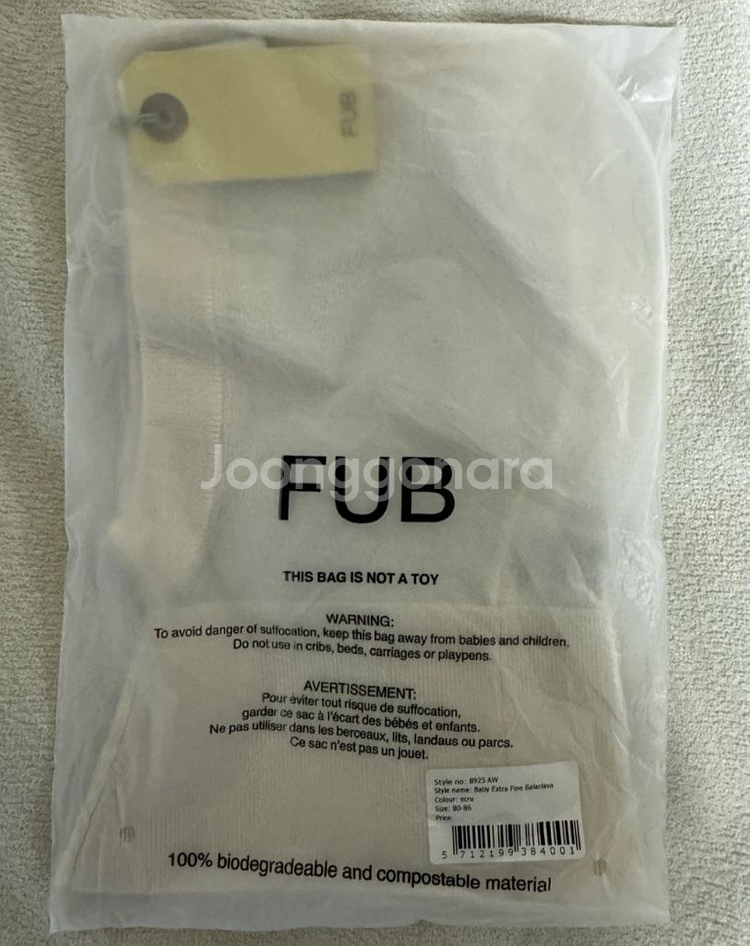 FUB
Joonggonara
FUB
THIS BAG IS NOT A TOY
WARNING:
To avoid danger of suffocation, keep this bag away from babies and children.
Do not use in cribs, beds, carriages or playpens.
AVERTISSEMENT:
Pour éviter tout risque de suffocation,
garder ce sac à l'écart des bébés et enfants.
Ne pas utiliser dans les berceaux, lits, landaus ou parcs.
Ce sac n'est pas un jouet.
Style no: 8925 AW
Style name: Baby Extra Fine Balaclava
Colour: ecru
Size: 80-86
Price:
5 712199 384001
100% biodegradeable and compostable material